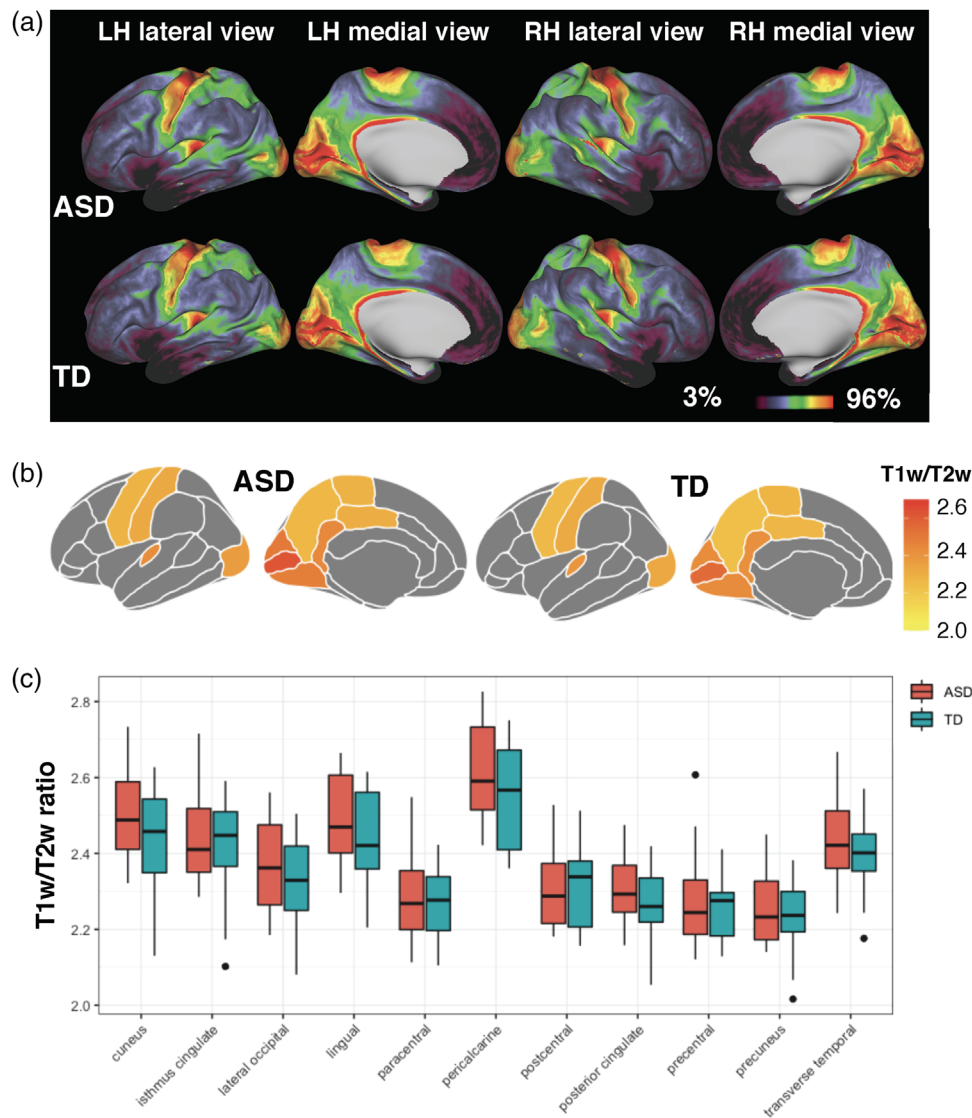 (a)
LH lateral view LH medial view RH lateral view RH medial view
ASD
TD
3% 96%
(b)
ASD TD T1w/T2w
2.6
2.4
2.2
2.0
(c)
ASD
TD
T1w/T2w ratio
2.8
2.6
2.4
2.2
2.0
cuneus
isthmus cingulate
lateral occipital
lingual
paracentral
pericalcarine
postcentral
posterior cingulate
precentral
precuneus
transverse temporal